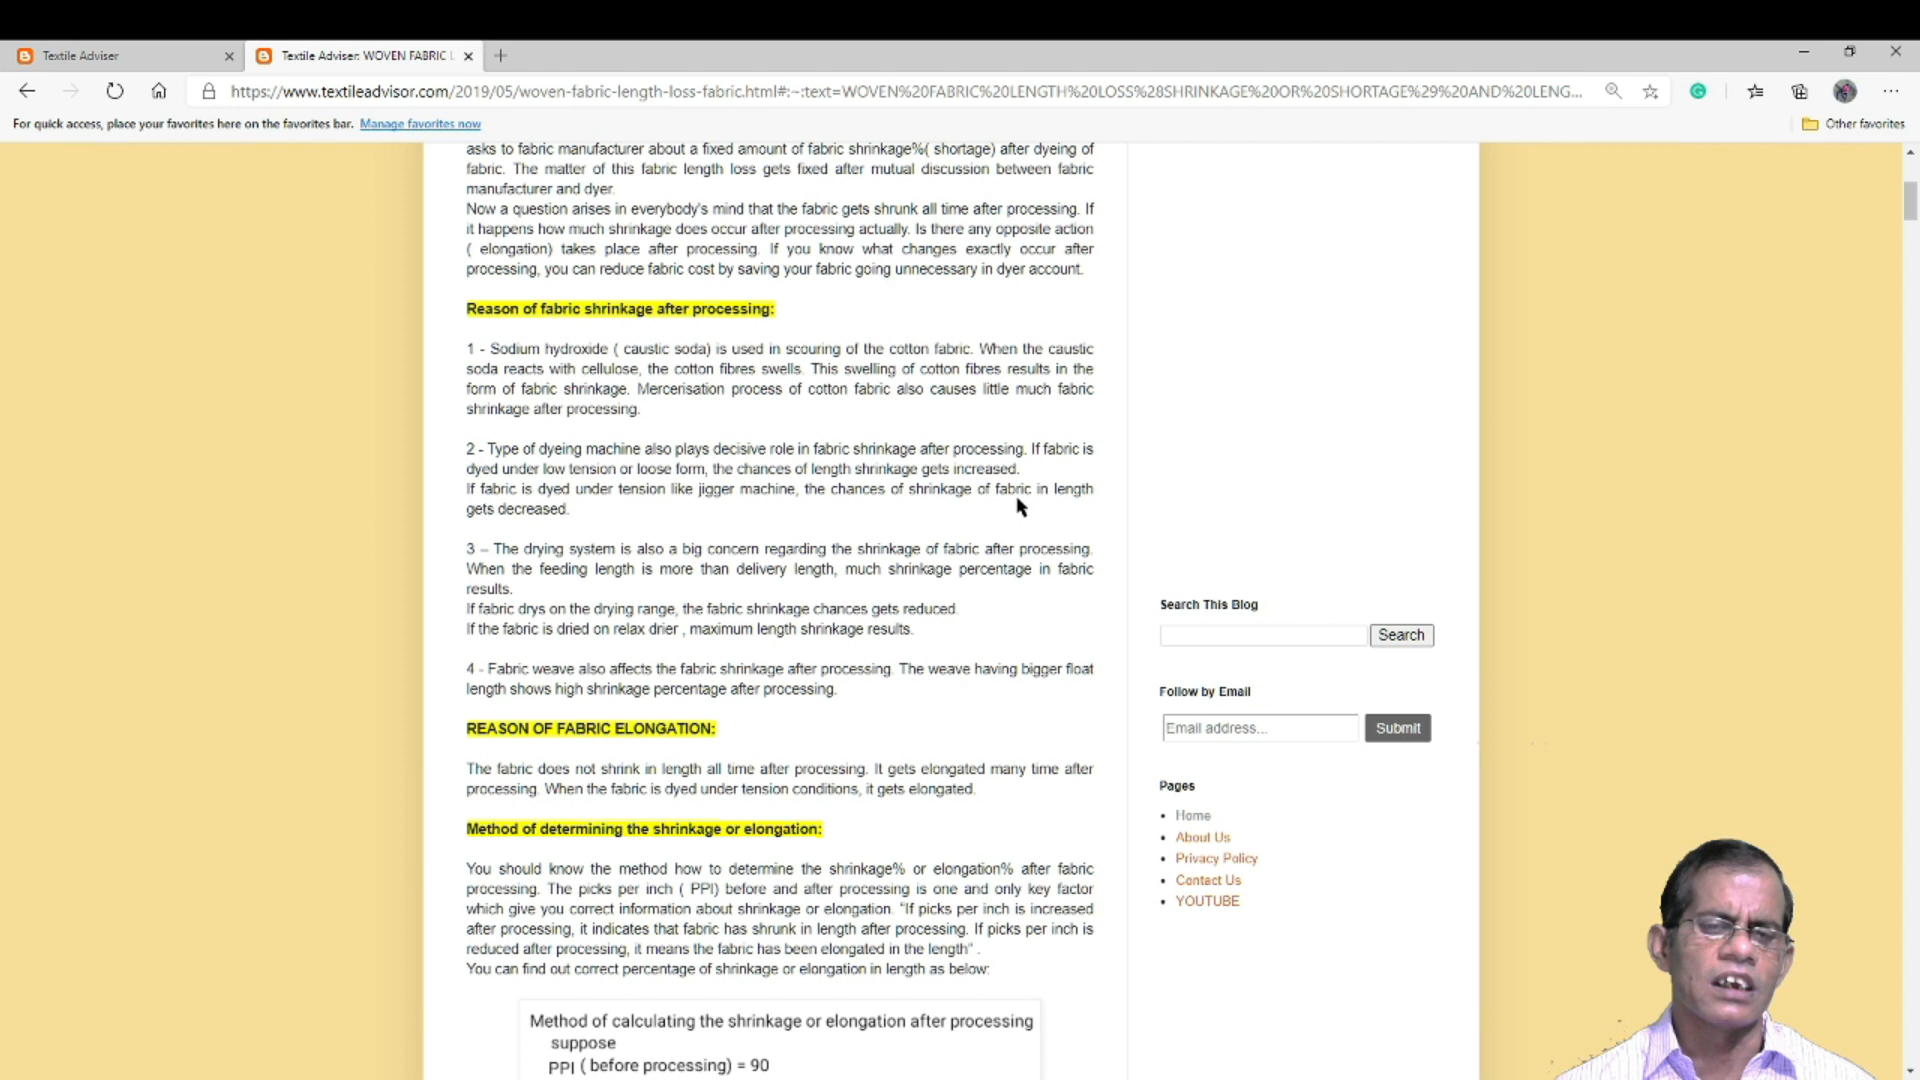 Textile Adviser
Textile Adviser: WOVEN FABRIC L
https://www.textileadvisor.com/2019/05/woven-fabric-length-loss-fabric.html#:~:text=WOVEN%20FABRIC%20LENGTH%20LOSS%28SHRINKAGE%20OR%20SHORTAGE%29%20AND%20LENG...
For quick access, place your favorites here on the favorites bar. Manage favorites now
Other favorites
asks to fabric manufacturer about a fixed amount of fabric shrinkage%( shortage) after dyeing of
fabric. The matter of this fabric length loss gets fixed after mutual discussion between fabric
manufacturer and dyer.
Now a question arises in everybody's mind that the fabric gets shrunk all time after processing. If
it happens how much shrinkage does occur after processing actually. Is there any opposite action
( elongation) takes place after processing. If you know what changes exactly occur after
processing, you can reduce fabric cost by saving your fabric going unnecessary in dyer account.
Reason of fabric shrinkage after processing:
1 - Sodium hydroxide ( caustic soda) is used in scouring of the cotton fabric. When the caustic
soda reacts with cellulose, the cotton fibres swells. This swelling of cotton fibres results in the
form of fabric shrinkage. Mercerisation process of cotton fabric also causes little much fabric
shrinkage after processing.
2 - Type of dyeing machine also plays decisive role in fabric shrinkage after processing. If fabric is
dyed under low tension or loose form, the chances of length shrinkage gets increased.
If fabric is dyed under tension like jigger machine, the chances of shrinkage of fabric in length
gets decreased.
3 – The drying system is also a big concern regarding the shrinkage of fabric after processing.
When the feeding length is more than delivery length, much shrinkage percentage in fabric
results.
If fabric drys on the drying range, the fabric shrinkage chances gets reduced.
If the fabric is dried on relax drier , maximum length shrinkage results.
4 - Fabric weave also affects the fabric shrinkage after processing. The weave having bigger float
length shows high shrinkage percentage after processing.
REASON OF FABRIC ELONGATION:
The fabric does not shrink in length all time after processing. It gets elongated many time after
processing. When the fabric is dyed under tension conditions, it gets elongated.
Method of determining the shrinkage or elongation:
You should know the method how to determine the shrinkage% or elongation% after fabric
processing. The picks per inch ( PPI) before and after processing is one and only key factor
which give you correct information about shrinkage or elongation. "If picks per inch is increased
after processing, it indicates that fabric has shrunk in length after processing. If picks per inch is
reduced after processing, it means the fabric has been elongated in the length" .
You can find out correct percentage of shrinkage or elongation in length as below:
Method of calculating the shrinkage or elongation after processing
suppose
PPI ( before processing) = 90
Search This Blog
Search
Follow by Email
Email address...
Submit
Pages
Home
About Us
Privacy Policy
Contact Us
YOUTUBE